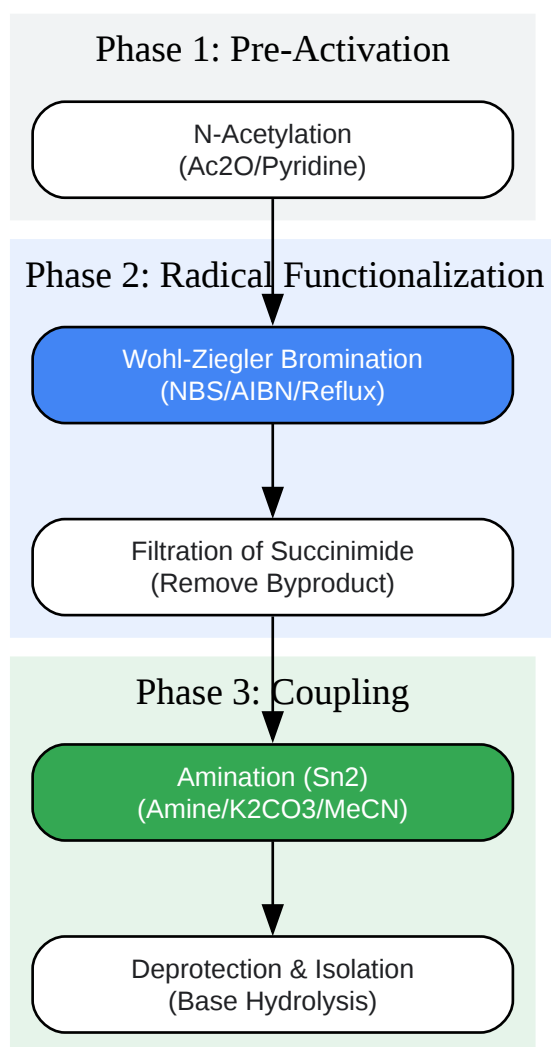 Phase 1: Pre-Activation
N-Acetylation
(Ac2O/Pyridine)
Phase 2: Radical Functionalization
Wohl-Ziegler Bromination
(NBS/AIBN/Reflux)
Filtration of Succinimide
(Remove Byproduct)
Phase 3: Coupling
Amination (Sn2)
(Amine/K2CO3/MeCN)
Deprotection & Isolation
(Base Hydrolysis)